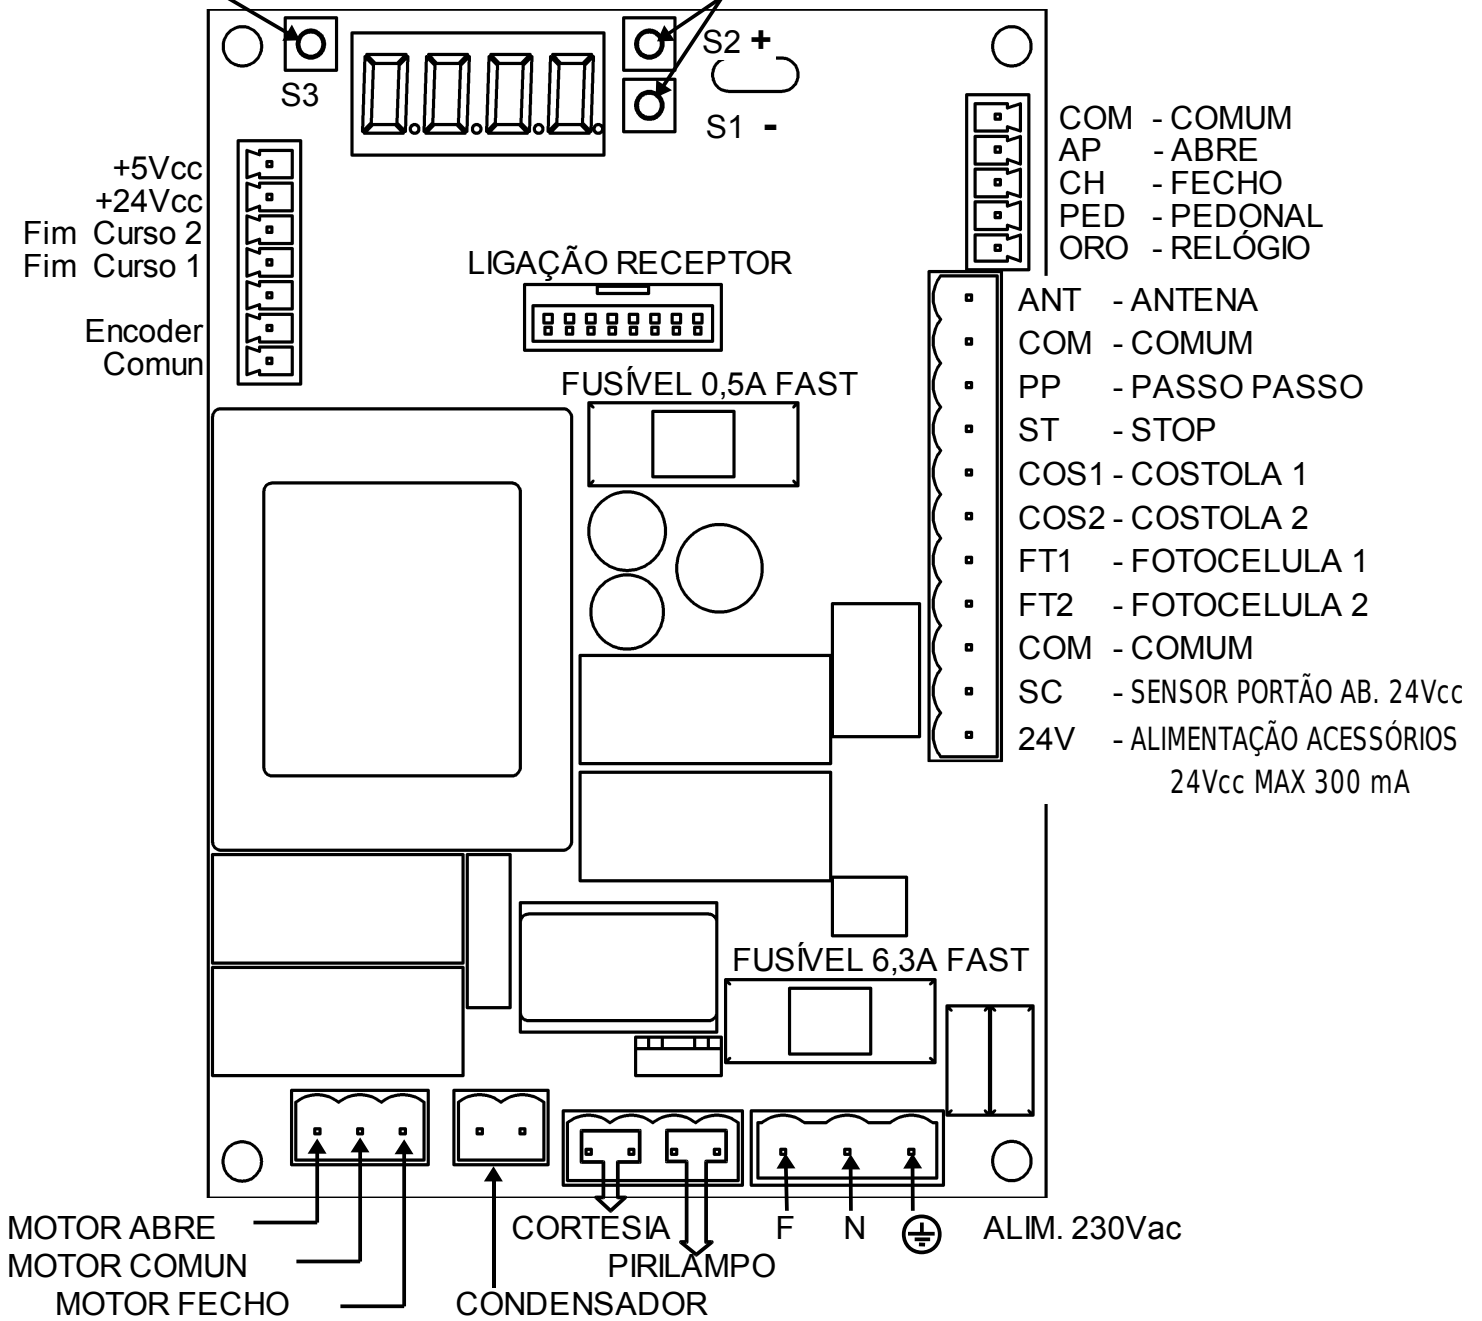 S2 +
S3
S1 -
+5Vcc
+24Vcc
Fim Curso 2
Fim Curso 1
Encoder
Comun
COM - COMUM
AP - ABRE
CH - FECHO
PED - PEDONAL
ORO - RELÓGIO
LIGAÇÃO RECEPTOR
ANT - ANTENA
COM - COMUM
PP - PASSO PASSO
ST - STOP
COS1 - COSTOLA 1
COS2 - COSTOLA 2
FT1 - FOTOCELULA 1
FT2 - FOTOCELULA 2
COM - COMUM
SC - SENSOR PORTÃO AB. 24Vcc
24V - ALIMENTAÇÃO ACESSÓRIOS
24Vcc MAX 300 mA
FUSÍVEL 0,5A FAST
FUSÍVEL 6,3A FAST
MOTOR ABRE
MOTOR COMUN
MOTOR FECHO
CONDENSADOR
CORTESIA
PIRILAMPO
F N ALIM. 230Vac